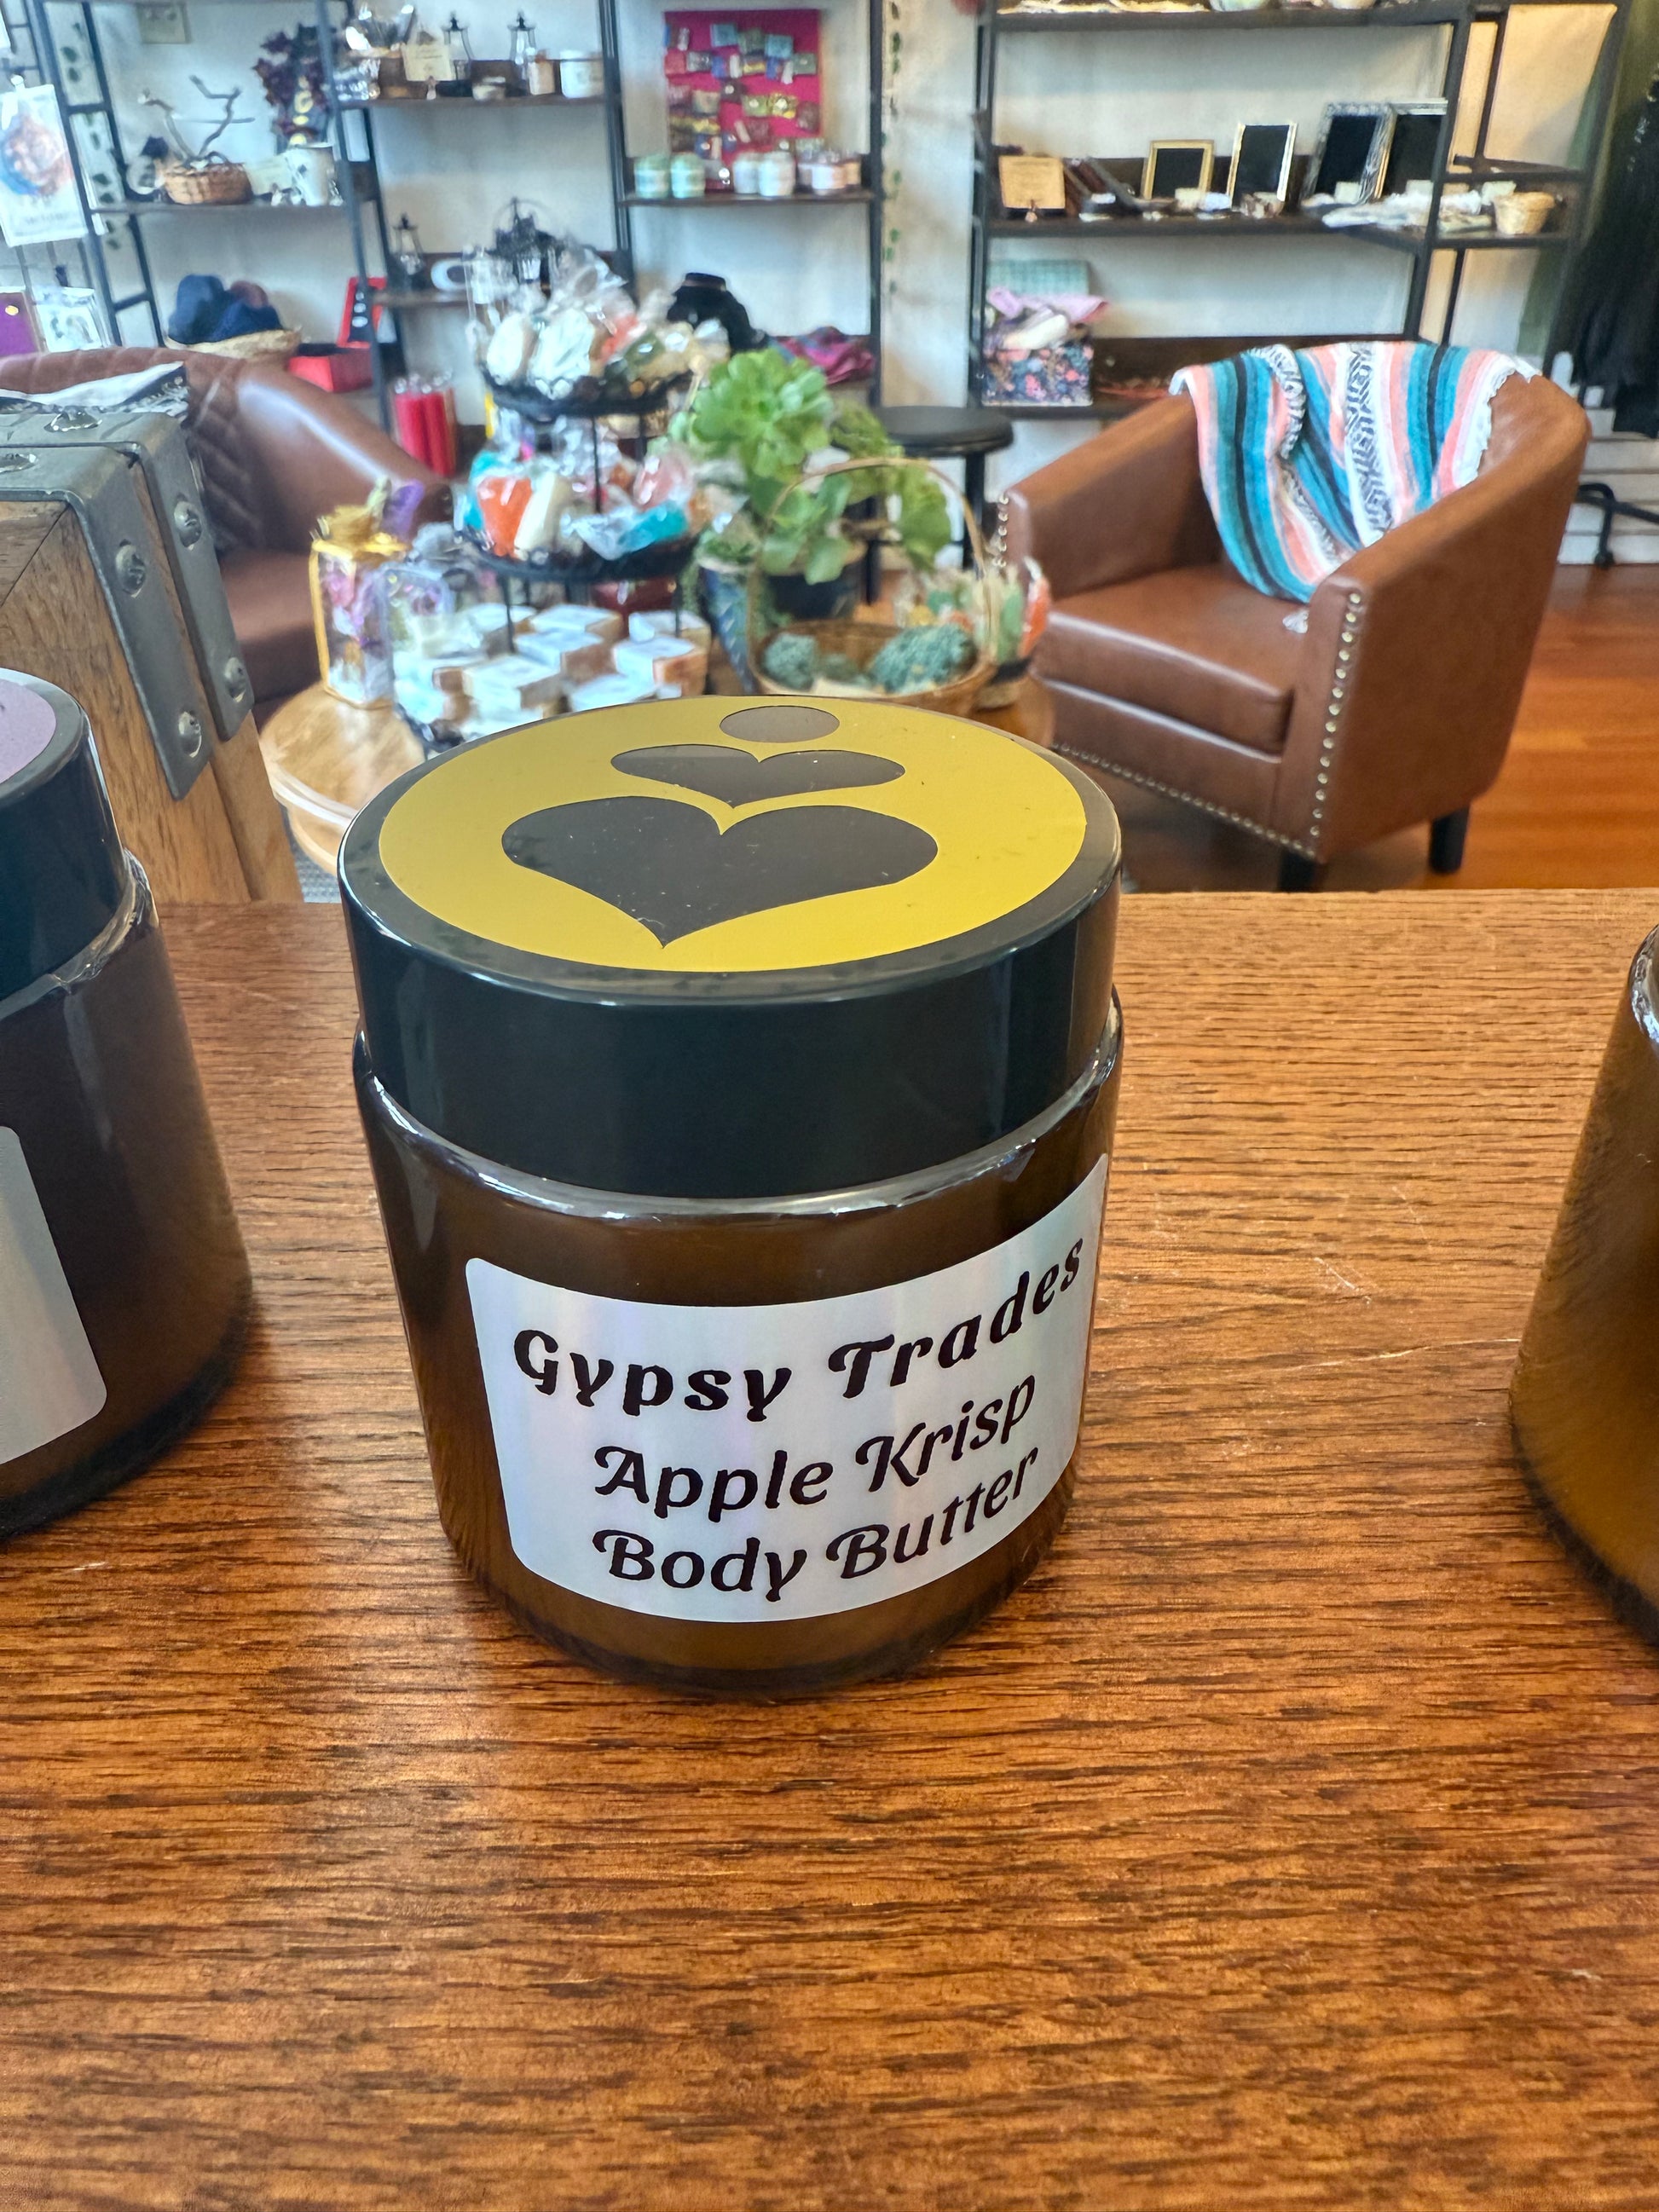 Gypsy Trades
Apple Krisp
Body Butter